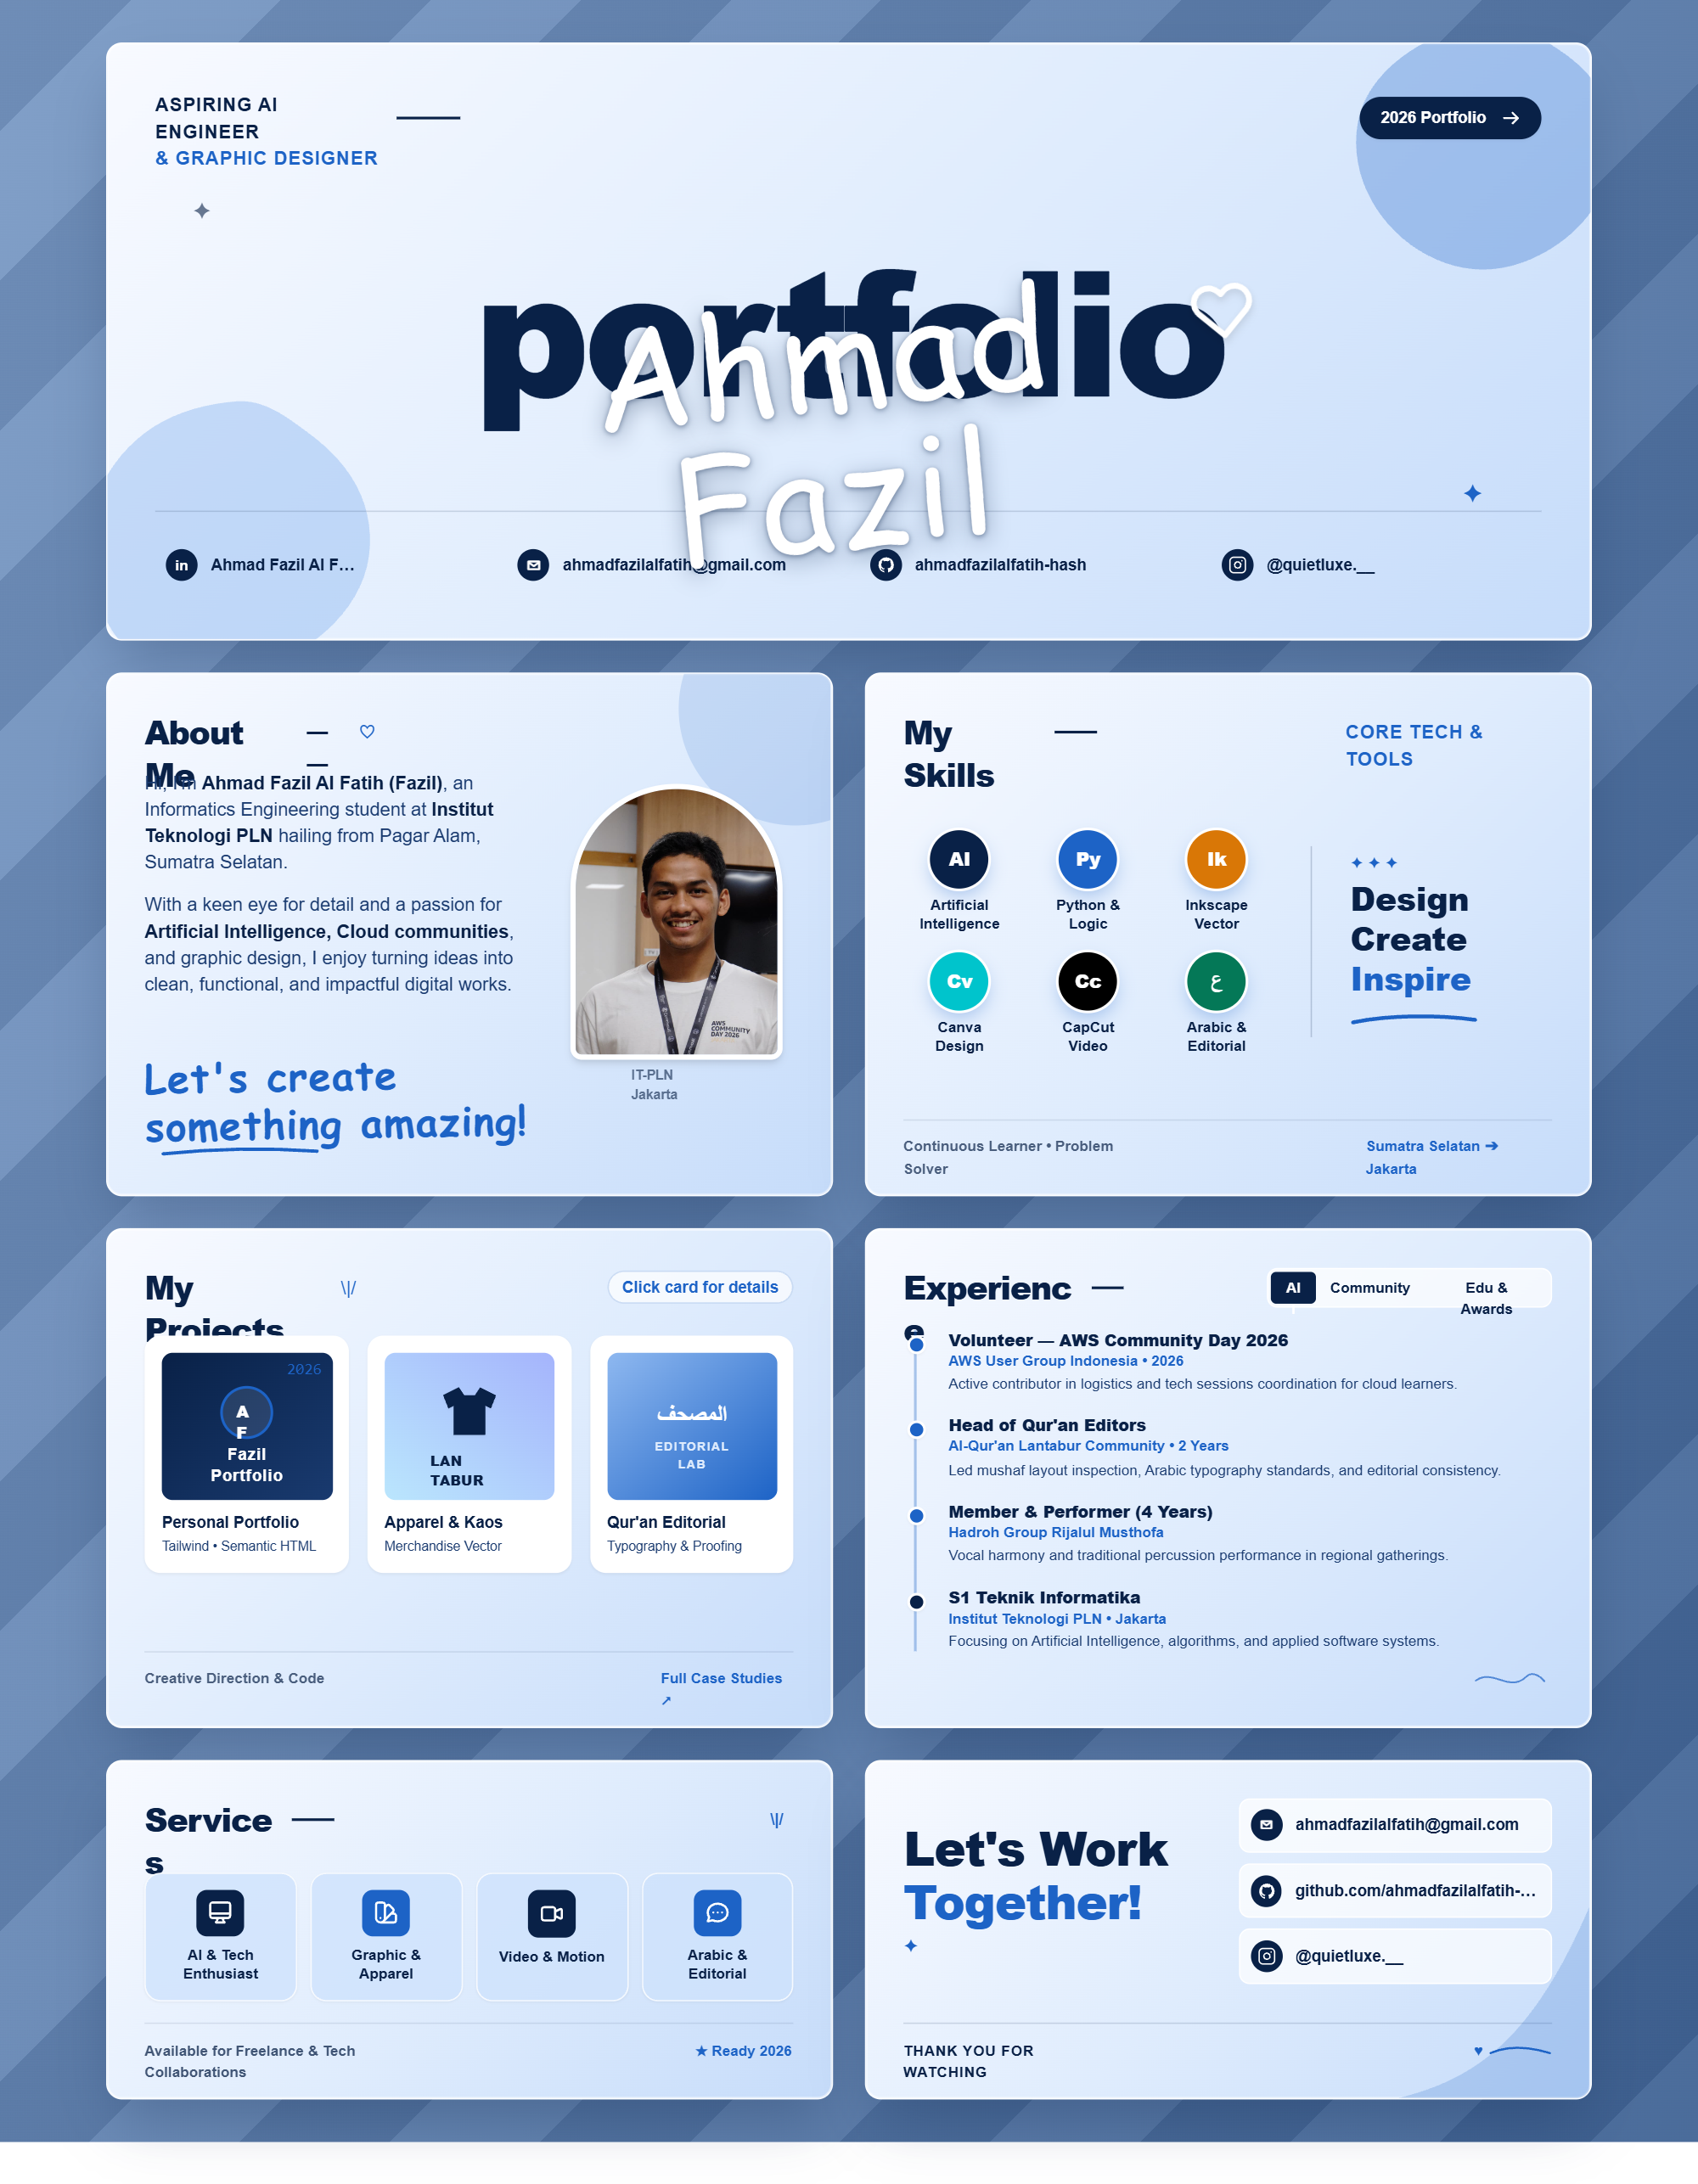 ASPIRING AI
ENGINEER
& GRAPHIC DESIGNER
2026 Portfolio →
portfolio
Ahmad
Fazil
Ahmad Fazil Al F...
ahmadfazilalfatih@gmail.com
ahmadfazilalfatih-hash
@quietluxe.__
About
Me
Hi, I'm Ahmad Fazil Al Fatih (Fazil), an
Informatics Engineering student at Institut
Teknologi PLN hailing from Pagar Alam,
Sumatra Selatan.
With a keen eye for detail and a passion for
Artificial Intelligence, Cloud communities,
and graphic design, I enjoy turning ideas into
clean, functional, and impactful digital works.
Let's create
something amazing!
AWS
COMMUNITY
DAY 2026
IT-PLN
Jakarta
My
Skills
CORE TECH &
TOOLS
AI
Artificial
Intelligence
Py
Python &
Logic
Ik
Inkscape
Vector
Cv
Canva
Design
Cc
CapCut
Video
ع
Arabic &
Editorial
Design
Create
Inspire
Continuous Learner • Problem
Solver
Sumatra Selatan ➔
Jakarta
My
Projects
\|/
Click card for details
2026
A
F
Fazil
Portfolio
Personal Portfolio
Tailwind • Semantic HTML
LAN
TABUR
Apparel & Kaos
Merchandise Vector
المصحف
EDITORIAL
LAB
Qur'an Editorial
Typography & Proofing
Creative Direction & Code
Full Case Studies
↗
Experienc
e
AI
Community
Edu &
Awards
Volunteer — AWS Community Day 2026
AWS User Group Indonesia • 2026
Active contributor in logistics and tech sessions coordination for cloud learners.
Head of Qur'an Editors
Al-Qur'an Lantabur Community • 2 Years
Led mushaf layout inspection, Arabic typography standards, and editorial consistency.
Member & Performer (4 Years)
Hadroh Group Rijalul Musthofa
Vocal harmony and traditional percussion performance in regional gatherings.
S1 Teknik Informatika
Institut Teknologi PLN • Jakarta
Focusing on Artificial Intelligence, algorithms, and applied software systems.
Service
s
\|/
AI & Tech
Enthusiast
Graphic &
Apparel
Video & Motion
Arabic &
Editorial
Available for Freelance & Tech
Collaborations
★ Ready 2026
Let's Work
Together!
ahmadfazilalfatih@gmail.com
github.com/ahmadfazilalfatih-...
@quietluxe.__
THANK YOU FOR
WATCHING